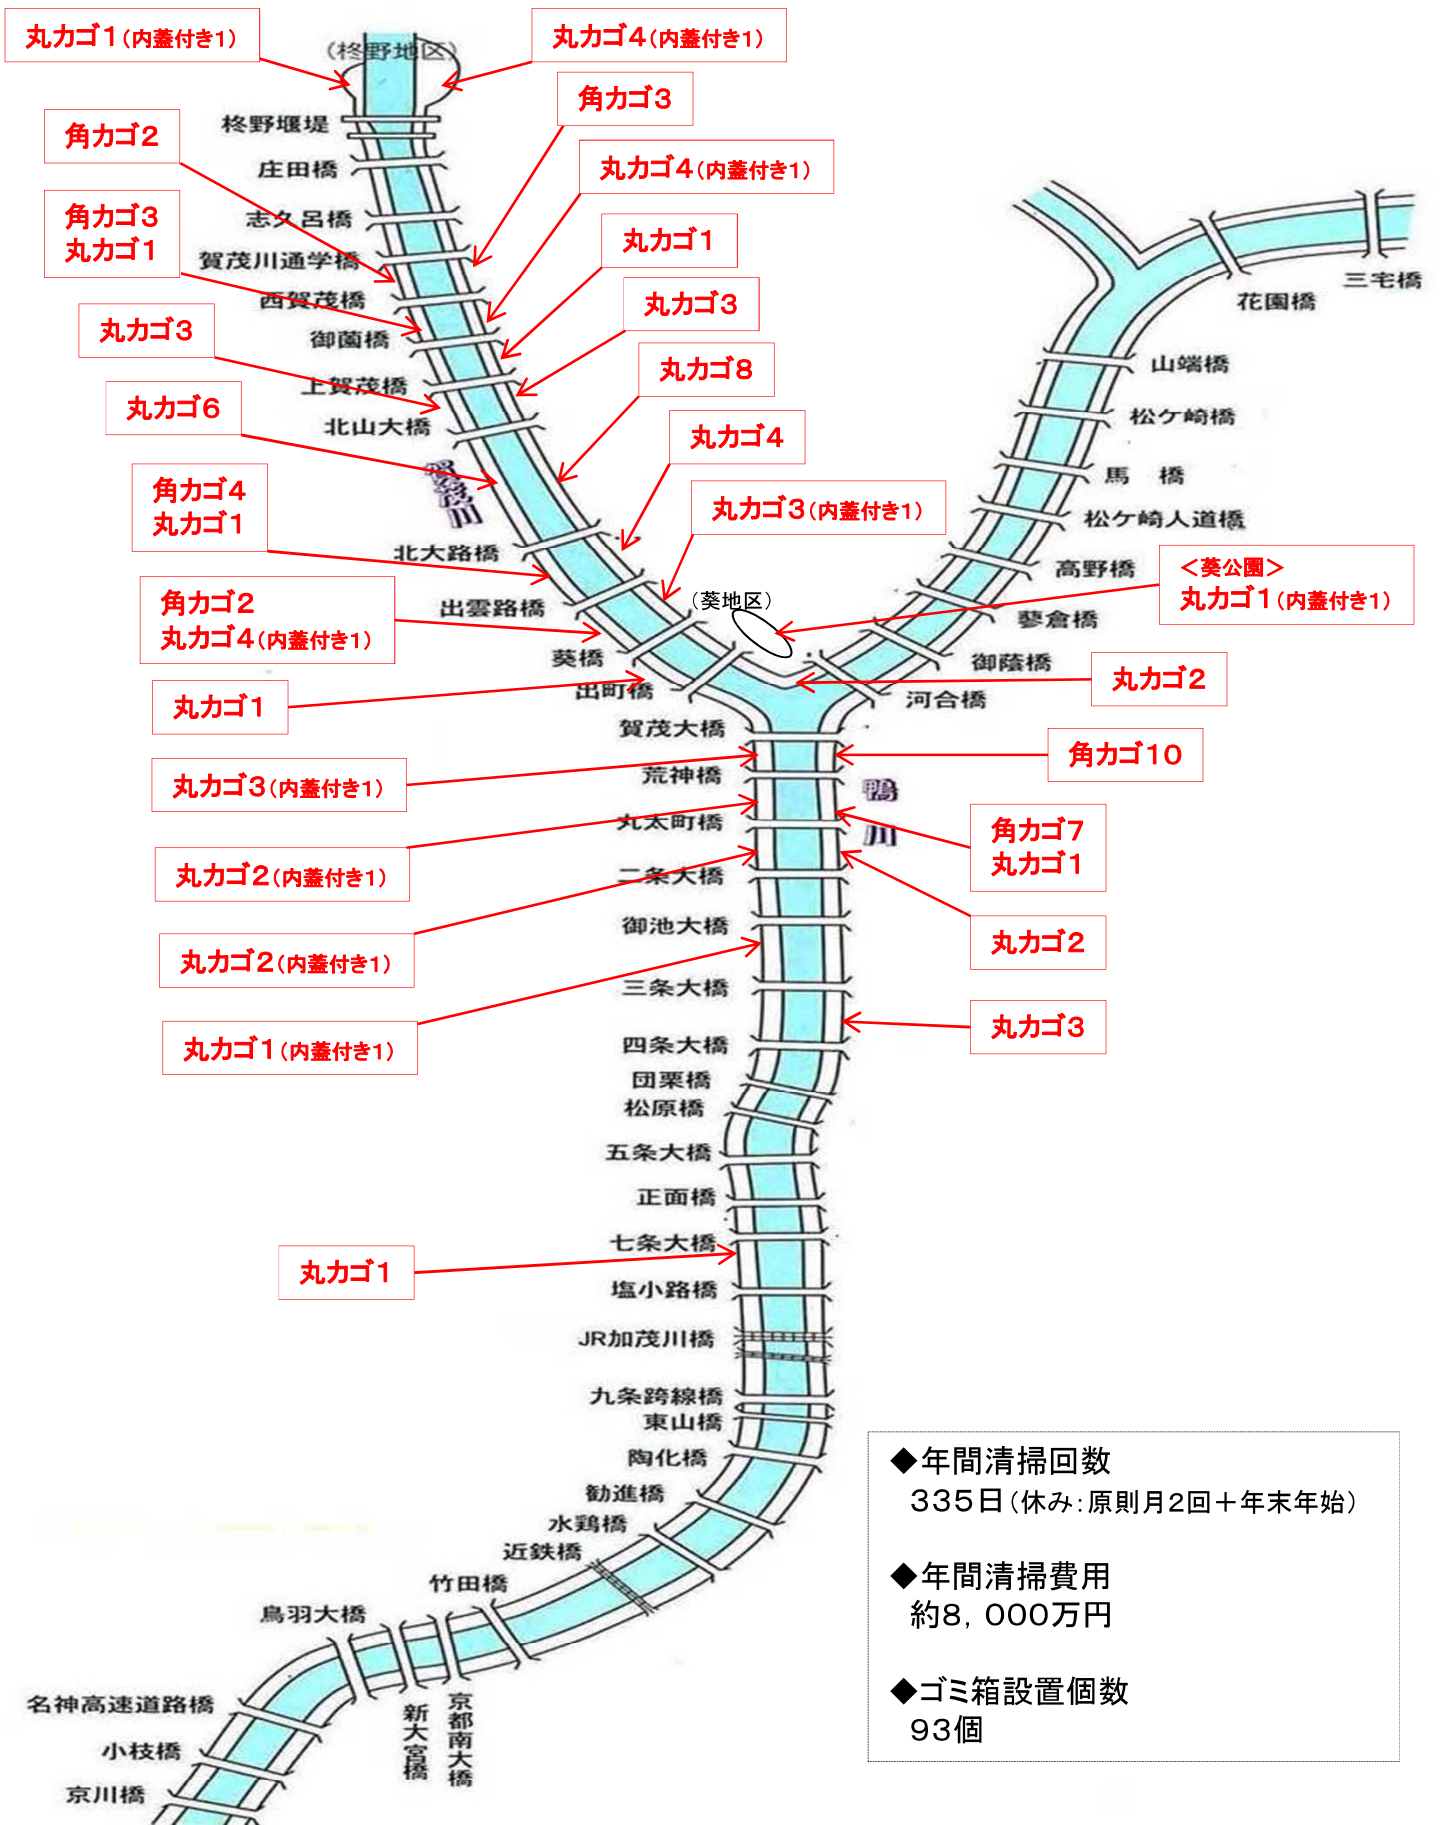 丸カゴ1(内蓋付き1)
丸カゴ4(内蓋付き1)
(柊野地区)
角カゴ3
角カゴ2
柊野堰堤
丸カゴ4(内蓋付き1)
庄田橋
角カゴ3
丸カゴ1
志久呂橋
丸カゴ1
賀茂川通学橋
西賀茂橋
丸カゴ3
三宅橋
花園橋
丸カゴ3
御薗橋
丸カゴ8
山端橋
上賀茂橋
丸カゴ6
北山大橋
丸カゴ4
松ケ崎橋
賀茂川
馬 橋
角カゴ4
丸カゴ1
丸カゴ3(内蓋付き1)
松ケ崎人道橋
北大路橋
高野橋
<葵公園>
丸カゴ1(内蓋付き1)
角カゴ2
丸カゴ4(内蓋付き1)
出雲路橋
(葵地区)
蓼倉橋
葵橋
御蔭橋
丸カゴ2
丸カゴ1
出町橋
河合橋
賀茂大橋
角カゴ10
丸カゴ3(内蓋付き1)
荒神橋
鴨川
丸太町橋
角カゴ7
丸カゴ1
丸カゴ2(内蓋付き1)
二条大橋
御池大橋
丸カゴ2
丸カゴ2(内蓋付き1)
三条大橋
丸カゴ3
丸カゴ1(内蓋付き1)
四条大橋
団栗橋
松原橋
五条大橋
正面橋
七条大橋
丸カゴ1
塩小路橋
JR加茂川橋
九条跨線橋
東山橋
陶化橋
勧進橋
水鶏橋
近鉄橋
竹田橋
鳥羽大橋
京都南大橋
新大宮橋
名神高速道路橋
小枝橋
京川橋
◆年間清掃回数
335日(休み:原則月2回+年末年始)
◆年間清掃費用
約8,000万円
◆ゴミ箱設置個数
93個